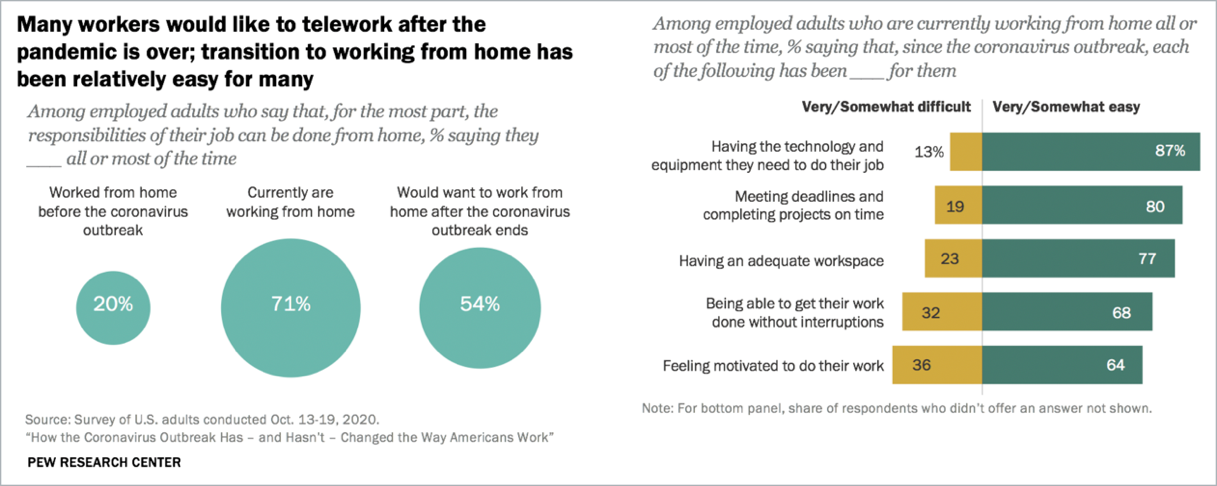 Many workers would like to telework after the
pandemic is over; transition to working from home has
been relatively easy for many
Among employed adults who say that, for the most part, the
responsibilities of their job can be done from home, % saying they
___ all or most of the time
Worked from home
before the coronavirus
outbreak
Currently are
working from home
Would want to work from
home after the coronavirus
outbreak ends
20%
71%
54%
Source: Survey of U.S. adults conducted Oct. 13-19, 2020.
“How the Coronavirus Outbreak Has – and Hasn’t – Changed the Way Americans Work”
PEW RESEARCH CENTER
Among employed adults who are currently working from home all or
most of the time, % saying that, since the coronavirus outbreak, each
of the following has been ___ for them
Very/Somewhat difficult Very/Somewhat easy
Having the technology and
equipment they need to do their job
13% 87%
Meeting deadlines and
completing projects on time
19 80
Having an adequate workspace 23 77
Being able to get their work
done without interruptions
32 68
Feeling motivated to do their work 36 64
Note: For bottom panel, share of respondents who didn’t offer an answer not shown.